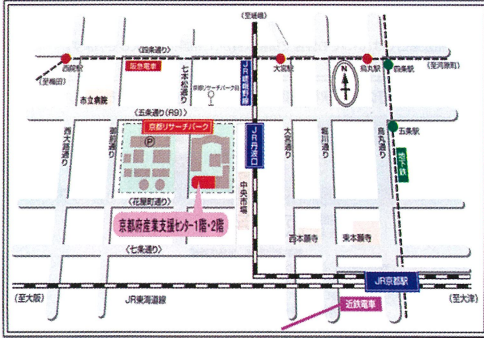 (至嵯峨)
〈四条通り〉
西院駅
阪急電車
大宮駅
烏丸駅
四条駅
(至河原町)
(至梅田)
七本松通り
JR嵯峨野線
京都リサーチパーク前
市立病院
〈五条通り(R9)〉
五条駅
京都リサーチパーク
P
JR丹波口
西大路通り
御前通り
大宮通り
堀川通り
烏丸通り
地下鉄
中央市場
〈花屋町通り〉
京都府産業支援センター1階・2階
西本願寺
東本願寺
〈七条通り〉
JR京都駅
(至大阪)
JR東海道線
近鉄電車
(至大津)